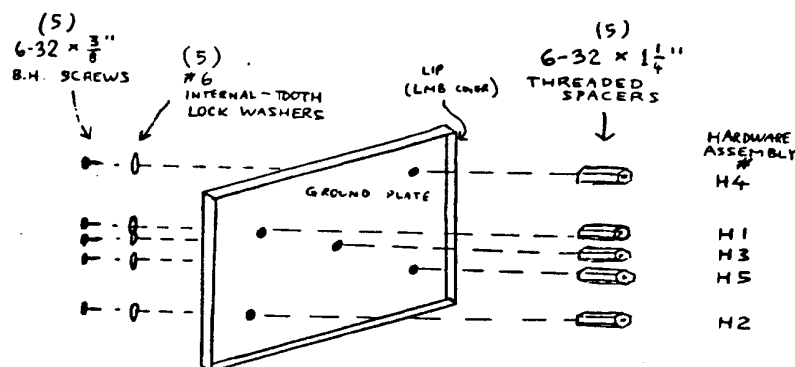 (5)
6-32 × 3/8"
B.H. SCREWS
(5)
#6
INTERNAL-TOOTH
LOCK WASHERS
LIP
(LMB COVER)
(5)
6-32 × 1 1/4"
THREADED
SPACERS
HARDWARE
ASSEMBLY
#
GROUND PLATE
H4
H1
H3
H5
H2